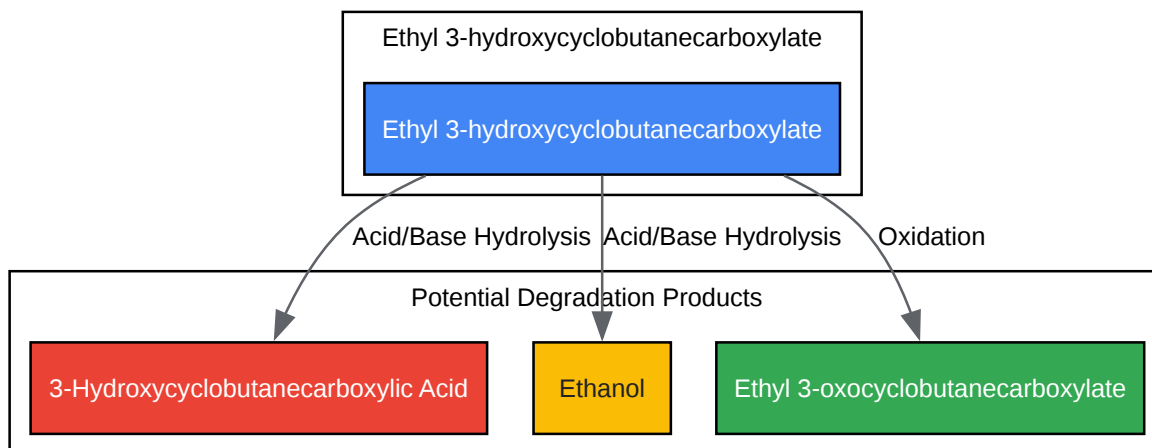 Ethyl 3-hydroxycyclobutanecarboxylate
Ethyl 3-hydroxycyclobutanecarboxylate
Acid/Base Hydrolysis
Acid/Base Hydrolysis
Oxidation
Potential Degradation Products
3-Hydroxycyclobutanecarboxylic Acid
Ethanol
Ethyl 3-oxocyclobutanecarboxylate